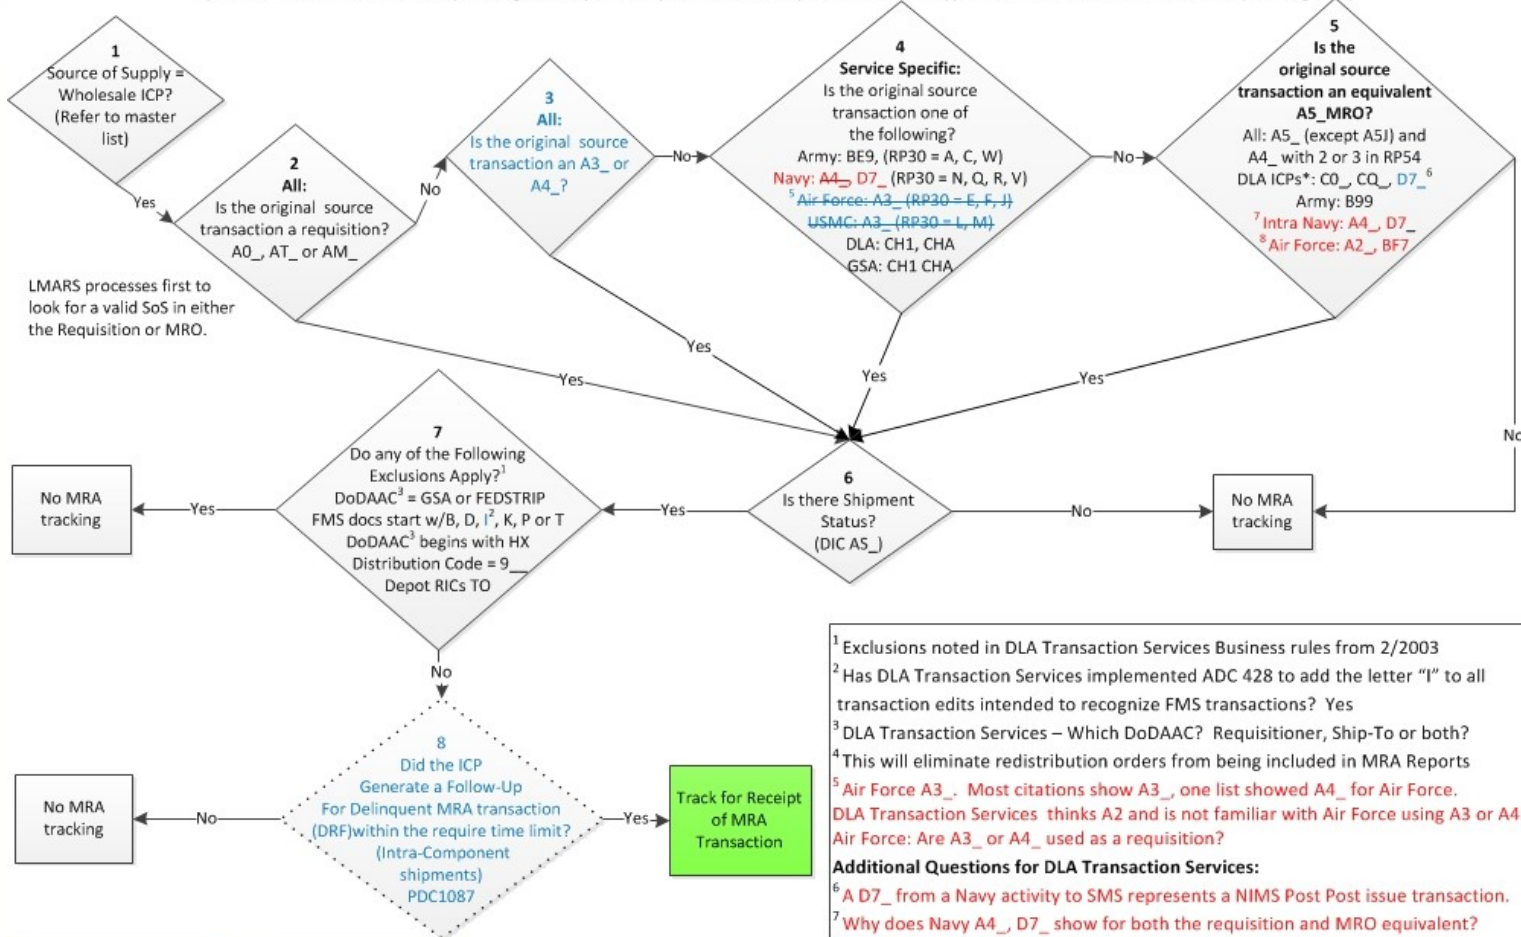 1
Source of Supply =
Wholesale ICP?
(Refer to master
list)
Yes
2
All:
Is the original source
transaction a requisition?
A0_, AT_ or AM_
No
LMARS processes first to
look for a valid SoS in either
the Requisition or MRO.
3
All:
Is the original source
transaction an A3_ or
A4_?
No
4
Service Specific:
Is the original source
transaction one of
the following?
Army: BE9, (RP30 = A, C, W)
Navy: A4_, D7_ (RP30 = N, Q, R, V)
5 Air Force: A3_ (RP30 = E, F, J)
USMC: A3_ (RP30 = L, M)
DLA: CH1, CHA
GSA: CH1 CHA
No
5
Is the
original source
transaction an equivalent
A5_MRO?
All: A5_ (except A5J) and
A4_ with 2 or 3 in RP54
DLA ICPs*: C0_, CQ_, D7_ 6
Army: B99
7 Intra Navy: A4_, D7_
8 Air Force: A2_, BF7
Yes
Yes
Yes
Yes
No
7
Do any of the Following
Exclusions Apply?1
DoDAAC3 = GSA or FEDSTRIP
FMS docs start w/B, D, I2, K, P or T
DoDAAC3 begins with HX
Distribution Code = 9__
Depot RICs TO
Yes
No MRA
tracking
6
Is there Shipment
Status?
(DIC AS_)
Yes
No
No MRA
tracking
No
8
Did the ICP
Generate a Follow-Up
For Delinquent MRA transaction
(DRF)within the require time limit?
(Intra-Component
shipments)
PDC1087
No
No MRA
tracking
Yes
Track for Receipt
of MRA
Transaction
1 Exclusions noted in DLA Transaction Services Business rules from 2/2003
2 Has DLA Transaction Services implemented ADC 428 to add the letter “I” to all
transaction edits intended to recognize FMS transactions? Yes
3 DLA Transaction Services – Which DoDAAC? Requisitioner, Ship-To or both?
4 This will eliminate redistribution orders from being included in MRA Reports
5 Air Force A3_. Most citations show A3_, one list showed A4_ for Air Force.
DLA Transaction Services thinks A2 and is not familiar with Air Force using A3 or A4
Air Force: Are A3_ or A4_ used as a requisition?
Additional Questions for DLA Transaction Services:
6 A D7_ from a Navy activity to SMS represents a NIMS Post Post issue transaction.
7 Why does Navy A4_, D7_ show for both the requisition and MRO equivalent?